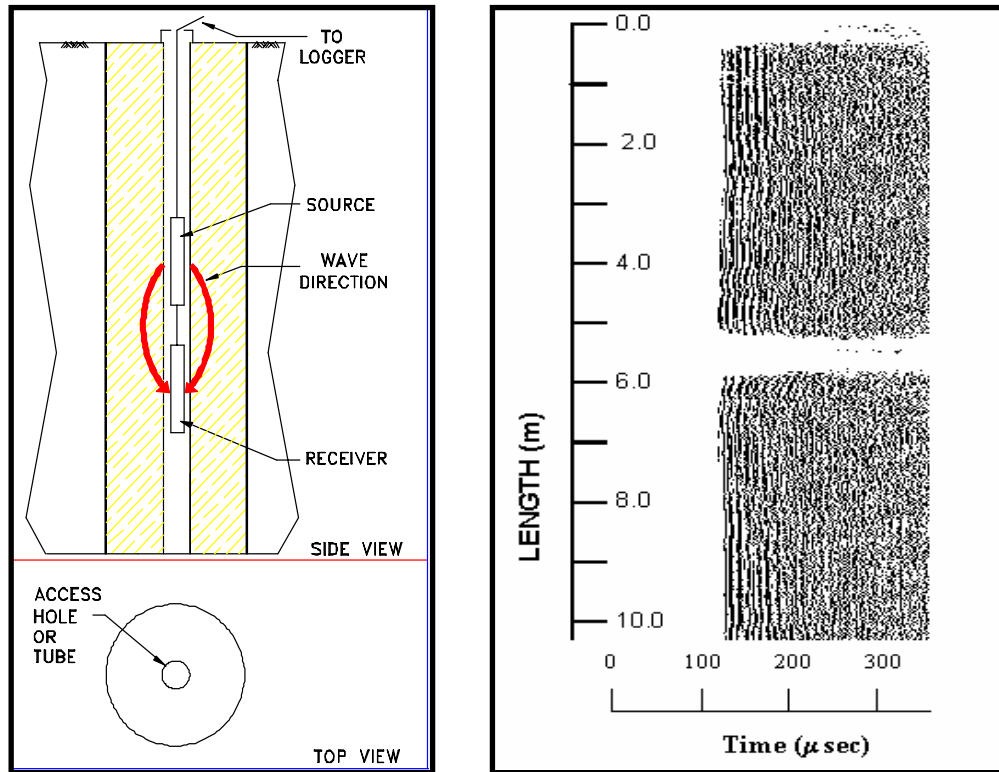 TO
LOGGER
SOURCE
WAVE
DIRECTION
RECEIVER
SIDE VIEW
ACCESS
HOLE
OR
TUBE
TOP VIEW
0.0
2.0
4.0
6.0
8.0
10.0
LENGTH (m)
0 100 200 300
Time (μ sec)